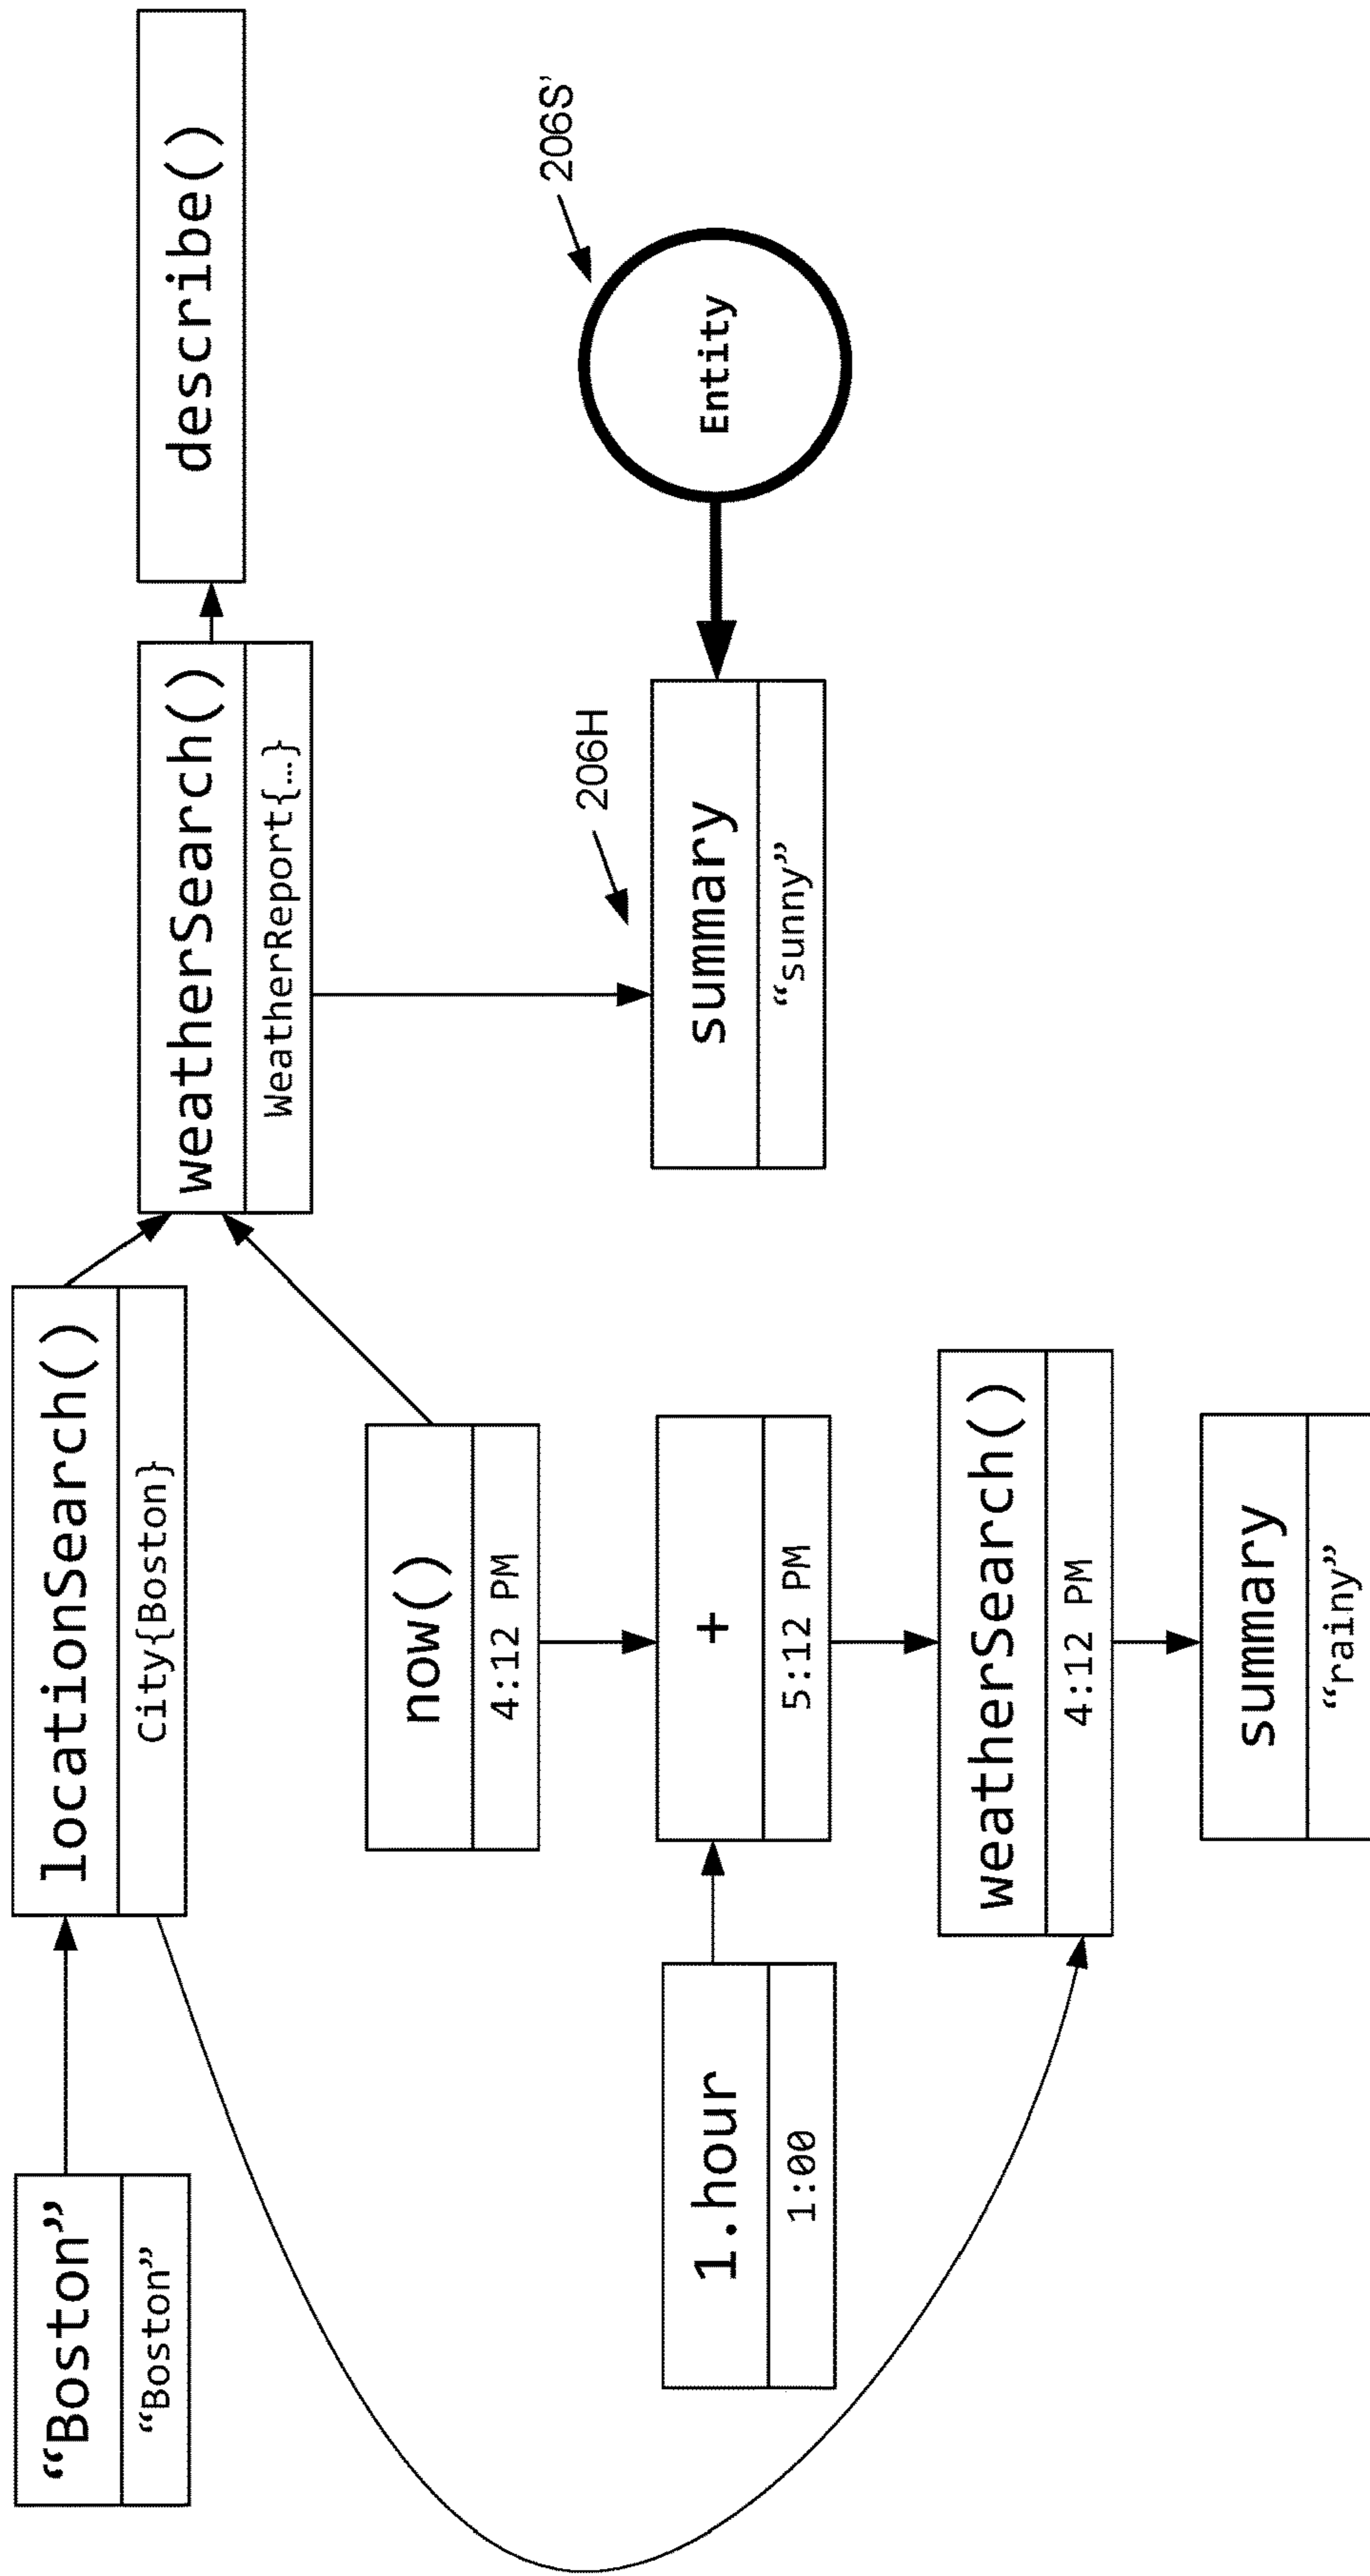 “Boston”
“Boston”
locationSearch()
City{Boston}
weatherSearch()
WeatherReport{…}
describe()
now()
4:12 PM
206H
206S’
1.hour
1:00
+
5:12 PM
summary
“sunny”
Entity
weatherSearch()
4:12 PM
summary
“rainy”